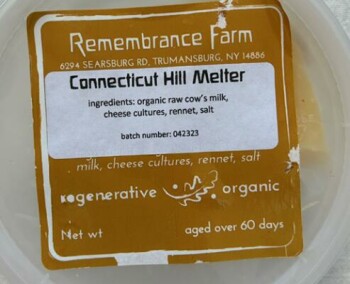 Remembrance Farm
6294 SEARSBURG RD, TRUMANSBURG, NY 14886
Connecticut Hill Melter
ingredients: organic raw cow's milk,
cheese cultures, rennet, salt
batch number: 042323
milk, cheese cultures, rennet, salt
regenerative organic
Net wt aged over 60 days